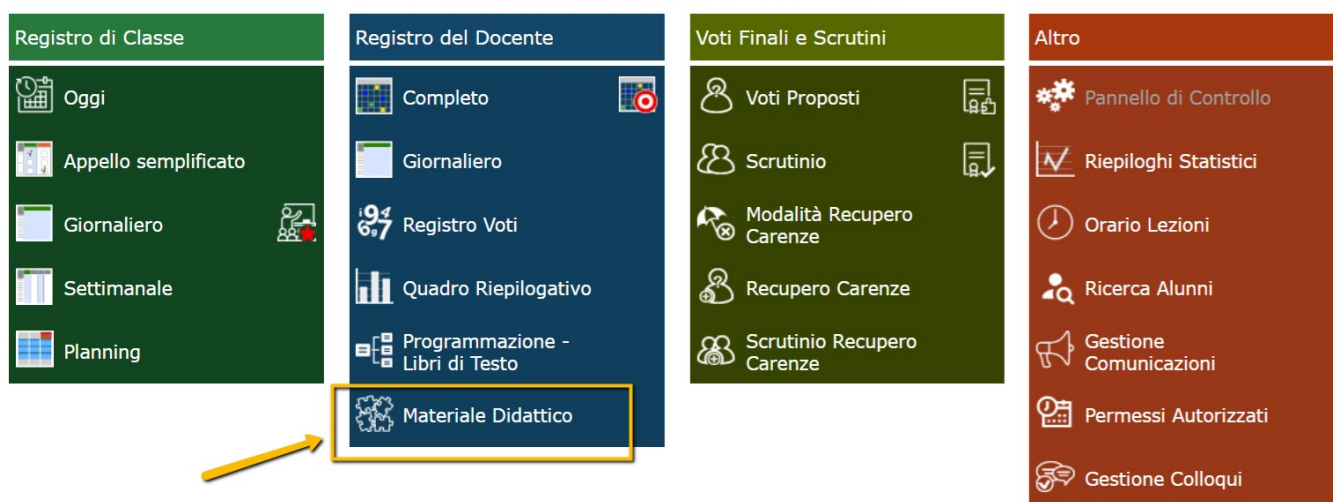 Registro di Classe
Oggi
Appello semplificato
Giornaliero
Settimanale
Planning
Registro del Docente
Completo
Giornaliero
Registro Voti
Quadro Riepilogativo
Programmazione -
Libri di Testo
Materiale Didattico
Voti Finali e Scrutini
Voti Proposti
Scrutinio
Modalità Recupero
Carenze
Recupero Carenze
Scrutinio Recupero
Carenze
Altro
Pannello di Controllo
Riepiloghi Statistici
Orario Lezioni
Ricerca Alunni
Gestione
Comunicazioni
Permessi Autorizzati
Gestione Colloqui